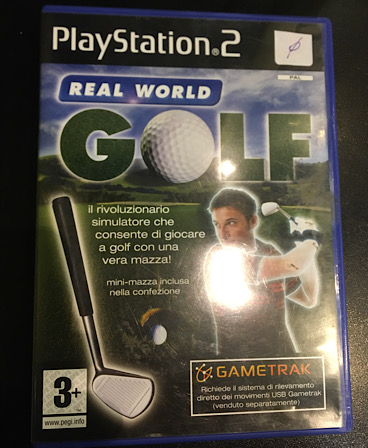 PlayStation.2
PAL
REAL WORLD
GOLF
il rivoluzionario
simulatore che
consente di giocare
a golf con una
vera mazza!
mini-mazza inclusa
nella confezione
GAMETRAK
Richiede il sistema di rilevamento
diretto dei movimenti USB Gametrak
(venduto separatamente)
3+
www.pegi.info